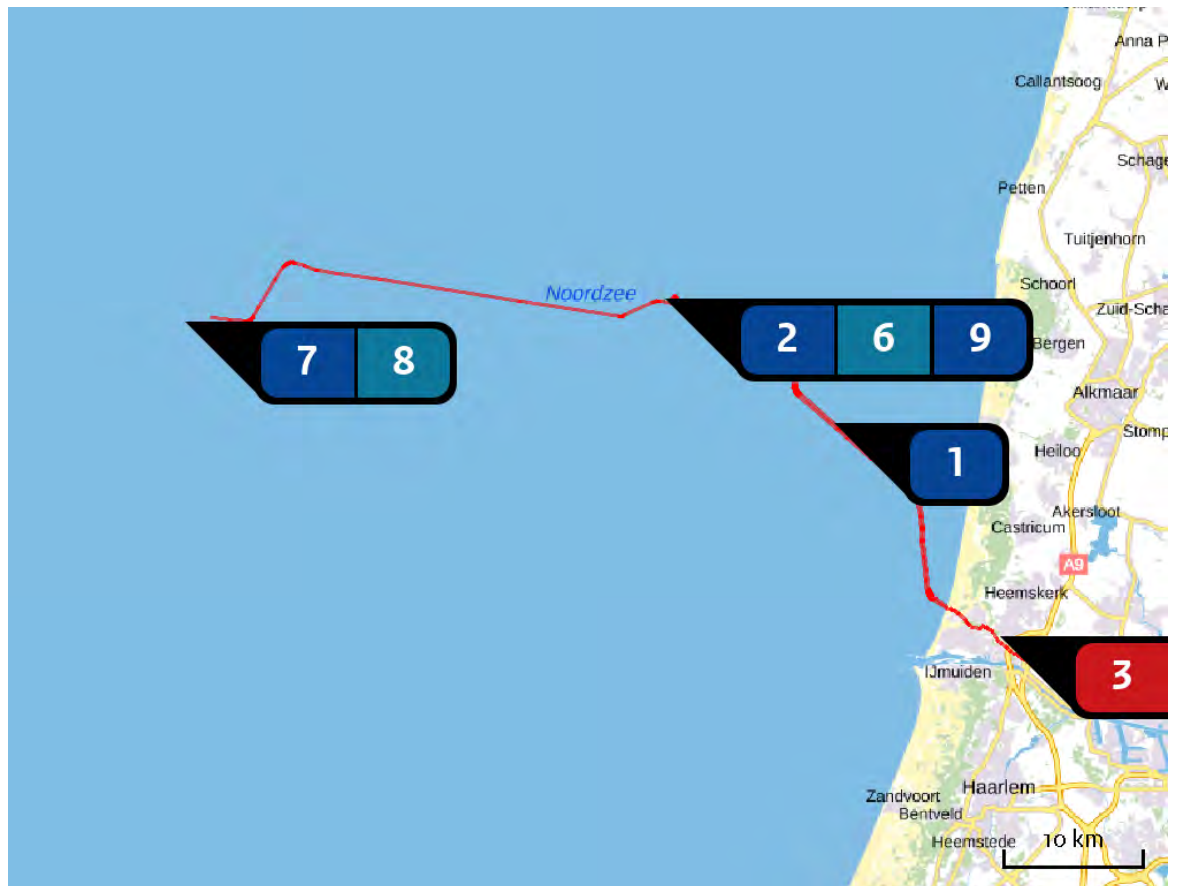 Anna P
Callantsoog
W
Schage
Petten
Tuitjenhorn
Schoorl
Noordzee
Zuid-Scha
2 6 9
Bergen
7 8
Alkmaar
Stomp
Heiloo
1
Akersloot
Castricum
A9
Heemskerk
IJmuiden
3
Haarlem
Zandvoort
Bentveld
Heemstede
10 km